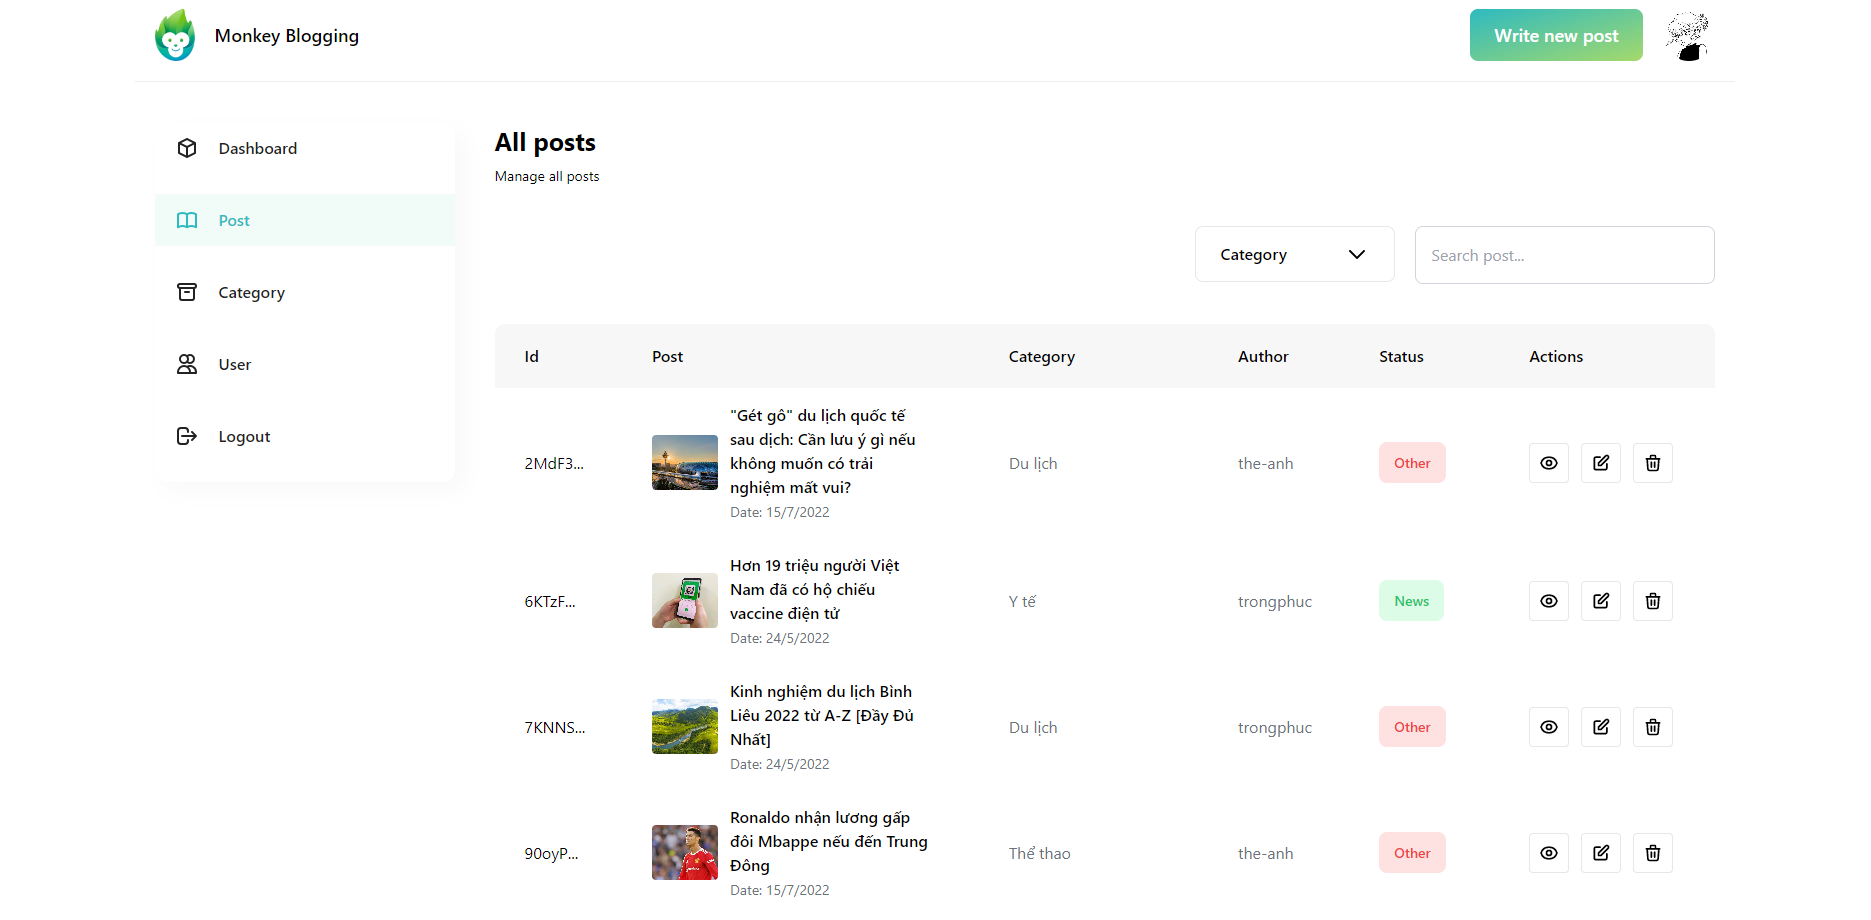 Monkey Blogging
Write new post
Dashboard
Post
Category
User
Logout
All posts
Manage all posts
Category
Search post...
Id Post Category Author Status Actions
2MdF3...
"Gét gô" du lịch quốc tế
sau dịch: Cần lưu ý gì nếu
không muốn có trải
nghiệm mất vui?
Date: 15/7/2022
Du lịch
the-anh
Other
6KTzF...
Hơn 19 triệu người Việt
Nam đã có hộ chiếu
vaccine điện tử
Date: 24/5/2022
Y tế
trongphuc
News
7KNNS...
Kinh nghiệm du lịch Bình
Liêu 2022 từ A-Z [Đầy Đủ
Nhất]
Date: 24/5/2022
Du lịch
trongphuc
Other
90oyP...
Ronaldo nhận lương gấp
đôi Mbappe nếu đến Trung
Đông
Date: 15/7/2022
Thể thao
the-anh
Other